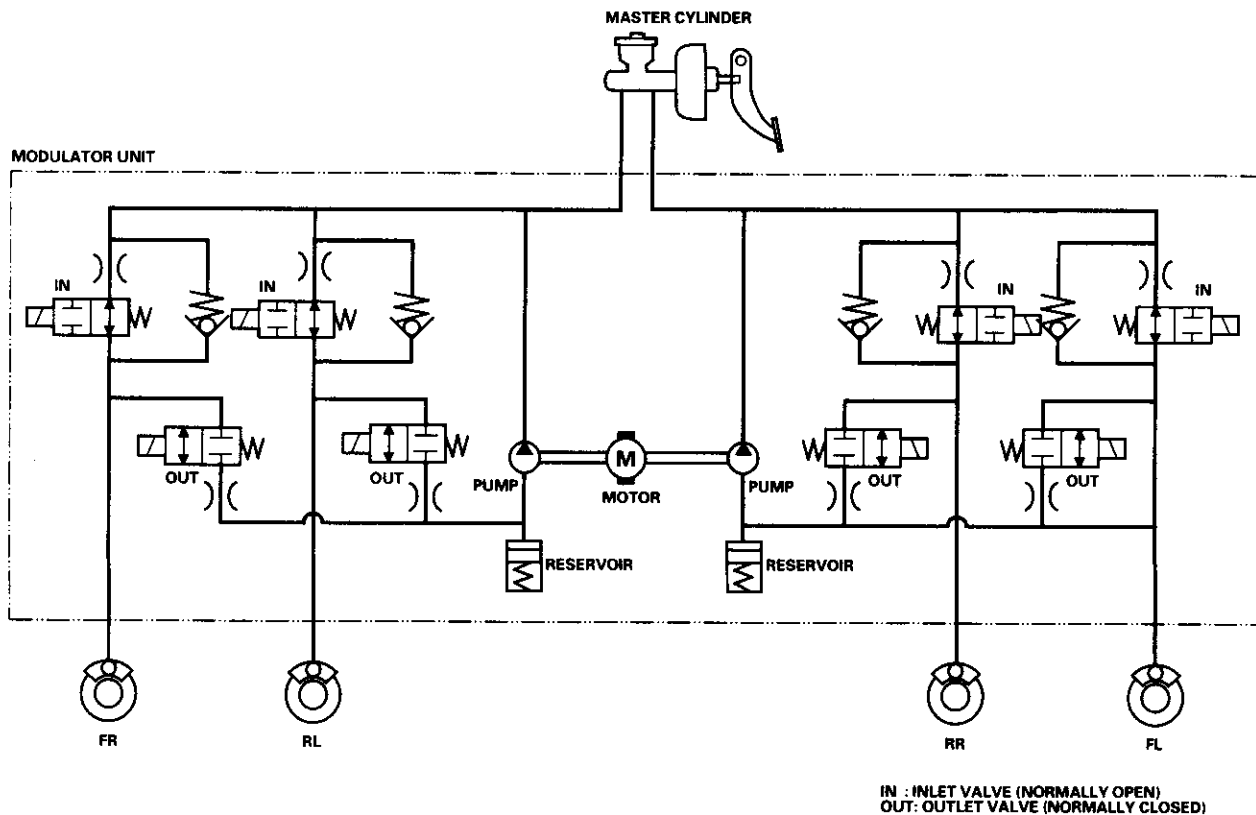 MASTER CYLINDER
MODULATOR UNIT
IN
IN
IN
IN
OUT
OUT
PUMP
M
MOTOR
PUMP
OUT
OUT
RESERVOIR
RESERVOIR
FR
RL
RR
FL
IN : INLET VALVE (NORMALLY OPEN)
OUT: OUTLET VALVE (NORMALLY CLOSED)